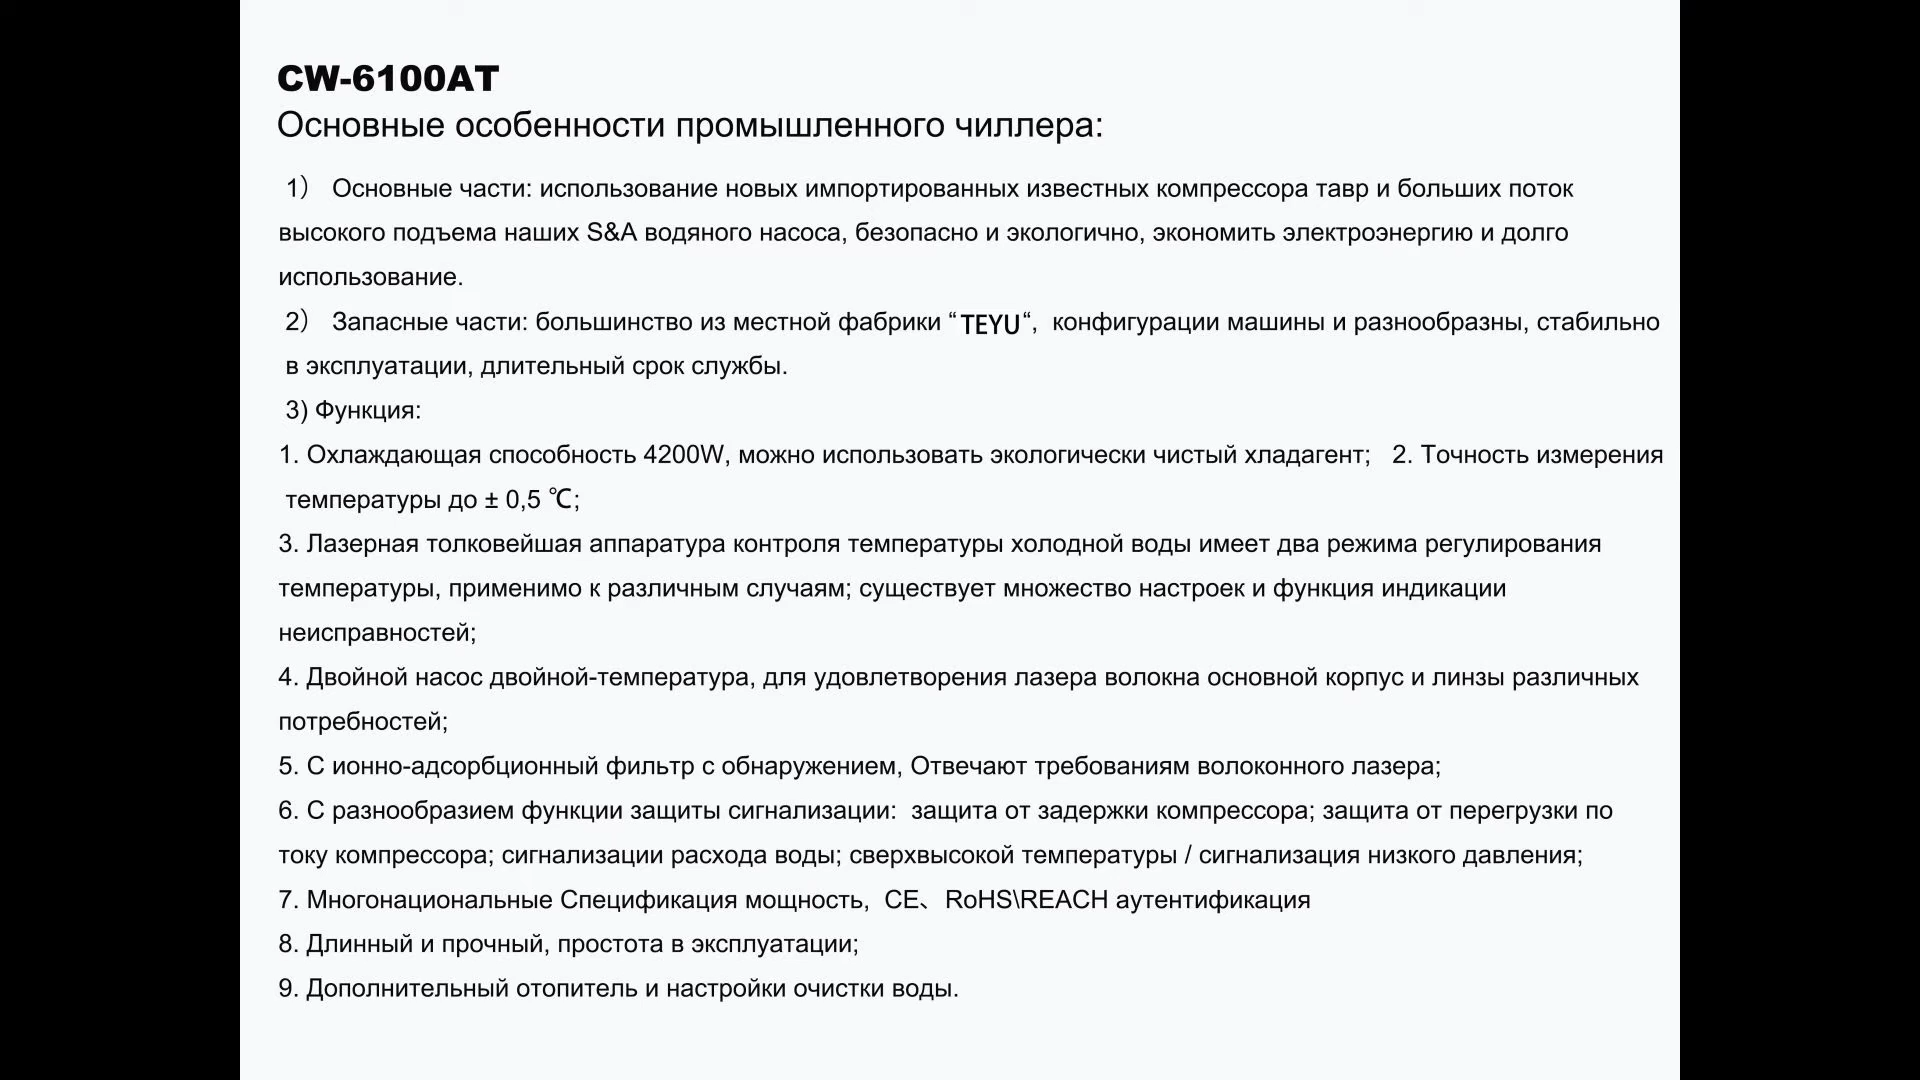 CW-6100AT
Основные особенности промышленного чиллера:
1） Основные части: использование новых импортированных известных компрессора тавр и больших поток
высокого подъема наших S&A водяного насоса, безопасно и экологично, экономить электроэнергию и долго
использование.
2） Запасные части: большинство из местной фабрики “TEYU“, конфигурации машины и разнообразны, стабильно
в эксплуатации, длительный срок службы.
3) Функция:
1. Охлаждающая способность 4200W, можно использовать экологически чистый хладагент; 2. Точность измерения
температуры до ± 0,5 ℃;
3. Лазерная толковейшая аппаратура контроля температуры холодной воды имеет два режима регулирования
температуры, применимо к различным случаям; существует множество настроек и функция индикации
неисправностей;
4. Двойной насос двойной-температура, для удовлетворения лазера волокна основной корпус и линзы различных
потребностей;
5. С ионно-адсорбционный фильтр с обнаружением, Отвечают требованиям волоконного лазера;
6. С разнообразием функции защиты сигнализации: защита от задержки компрессора; защита от перегрузки по
току компрессора; сигнализации расхода воды; сверхвысокой температуры / сигнализация низкого давления;
7. Многонациональные Спецификация мощность, CE、RoHS\REACH аутентификация
8. Длинный и прочный, простота в эксплуатации;
9. Дополнительный отопитель и настройки очистки воды.